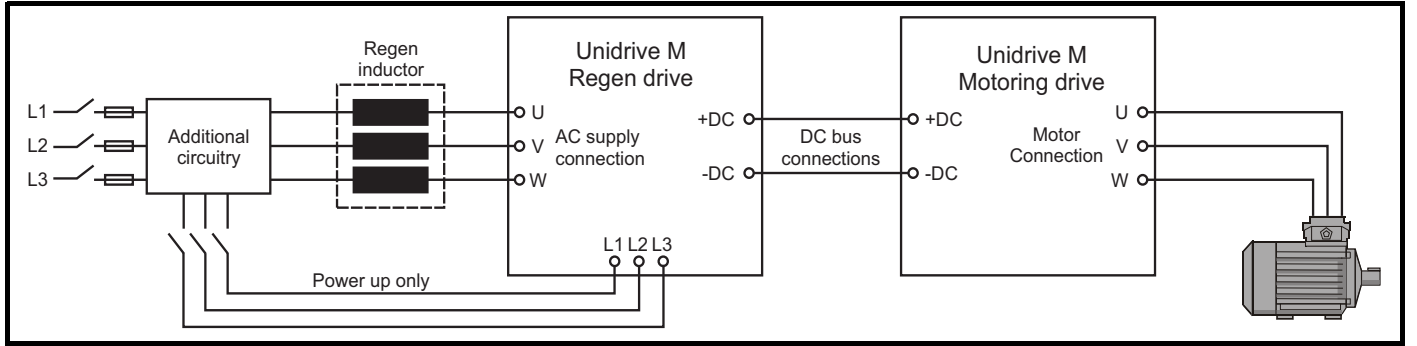 L1
L2
L3
Additional
circuitry
Regen
inductor
Unidrive M
Regen drive
U
V
W
AC supply
connection
+DC
-DC
L1 L2 L3
Power up only
DC bus
connections
Unidrive M
Motoring drive
+DC
-DC
Motor
Connection
U
V
W